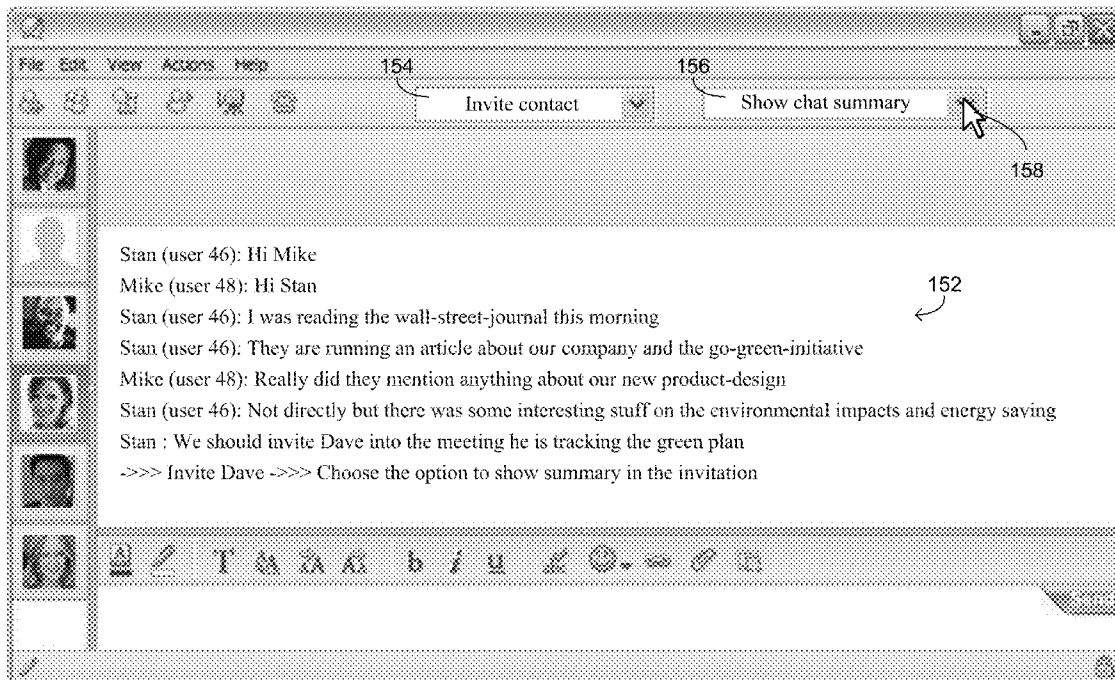 File Edit View Actions Help
154
156
Invite contact
Show chat summary
158
Stan (user 46): Hi Mike
Mike (user 48): Hi Stan
152
Stan (user 46): I was reading the wall-street-journal this morning
Stan (user 46): They are running an article about our company and the go-green-initiative
Mike (user 48): Really did they mention anything about our new product-design
Stan (user 46): Not directly but there was some interesting stuff on the environmental impacts and energy saving
Stan : We should invite Dave into the meeting he is tracking the green plan
->>> Invite Dave ->>> Choose the option to show summary in the invitation
A T b i u